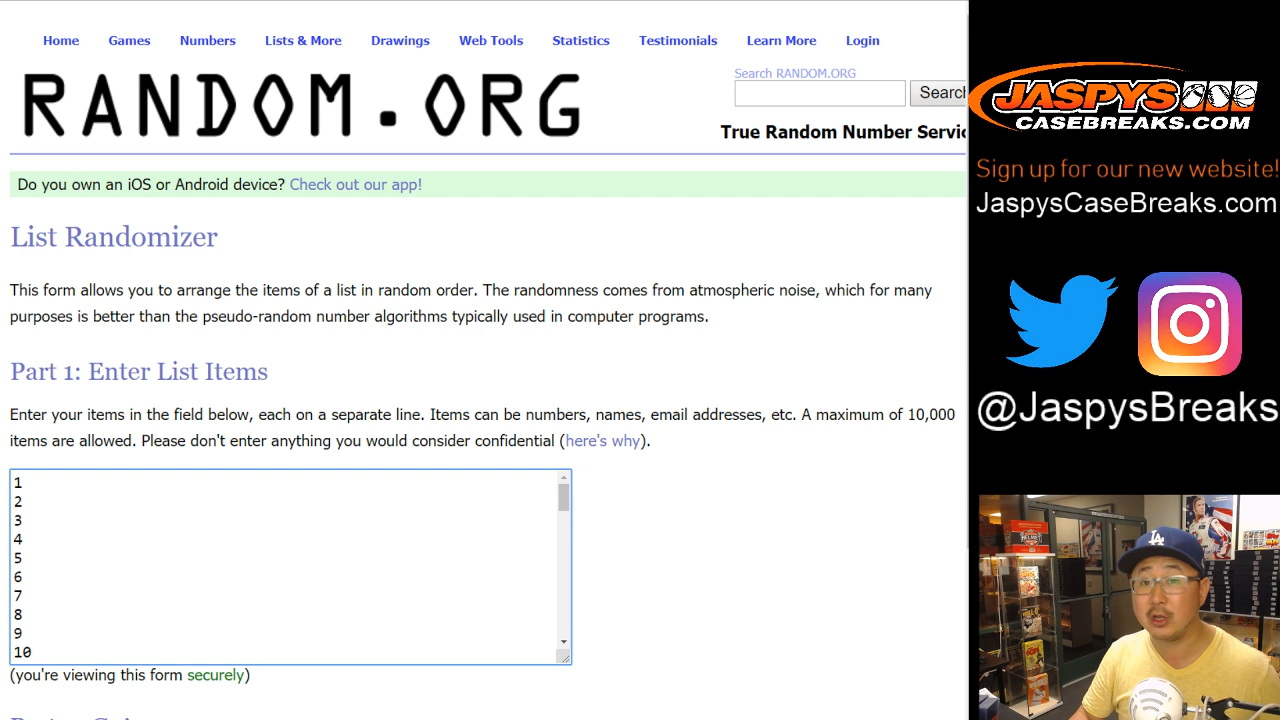 Home Games Numbers Lists & More Drawings Web Tools Statistics Testimonials Learn More Login
RANDOM.ORG
Search RANDOM.ORG
Search
True Random Number Servic
Do you own an iOS or Android device? Check out our app!
List Randomizer
This form allows you to arrange the items of a list in random order. The randomness comes from atmospheric noise, which for many
purposes is better than the pseudo-random number algorithms typically used in computer programs.
Part 1: Enter List Items
Enter your items in the field below, each on a separate line. Items can be numbers, names, email addresses, etc. A maximum of 10,000
items are allowed. Please don't enter anything you would consider confidential (here's why).
1
2
3
4
5
6
7
8
9
10
(you're viewing this form securely)
JASPYS
CASEBREAKS.COM
Sign up for our new website!
JaspysCaseBreaks.com
@JaspysBreaks
HELMET
LA